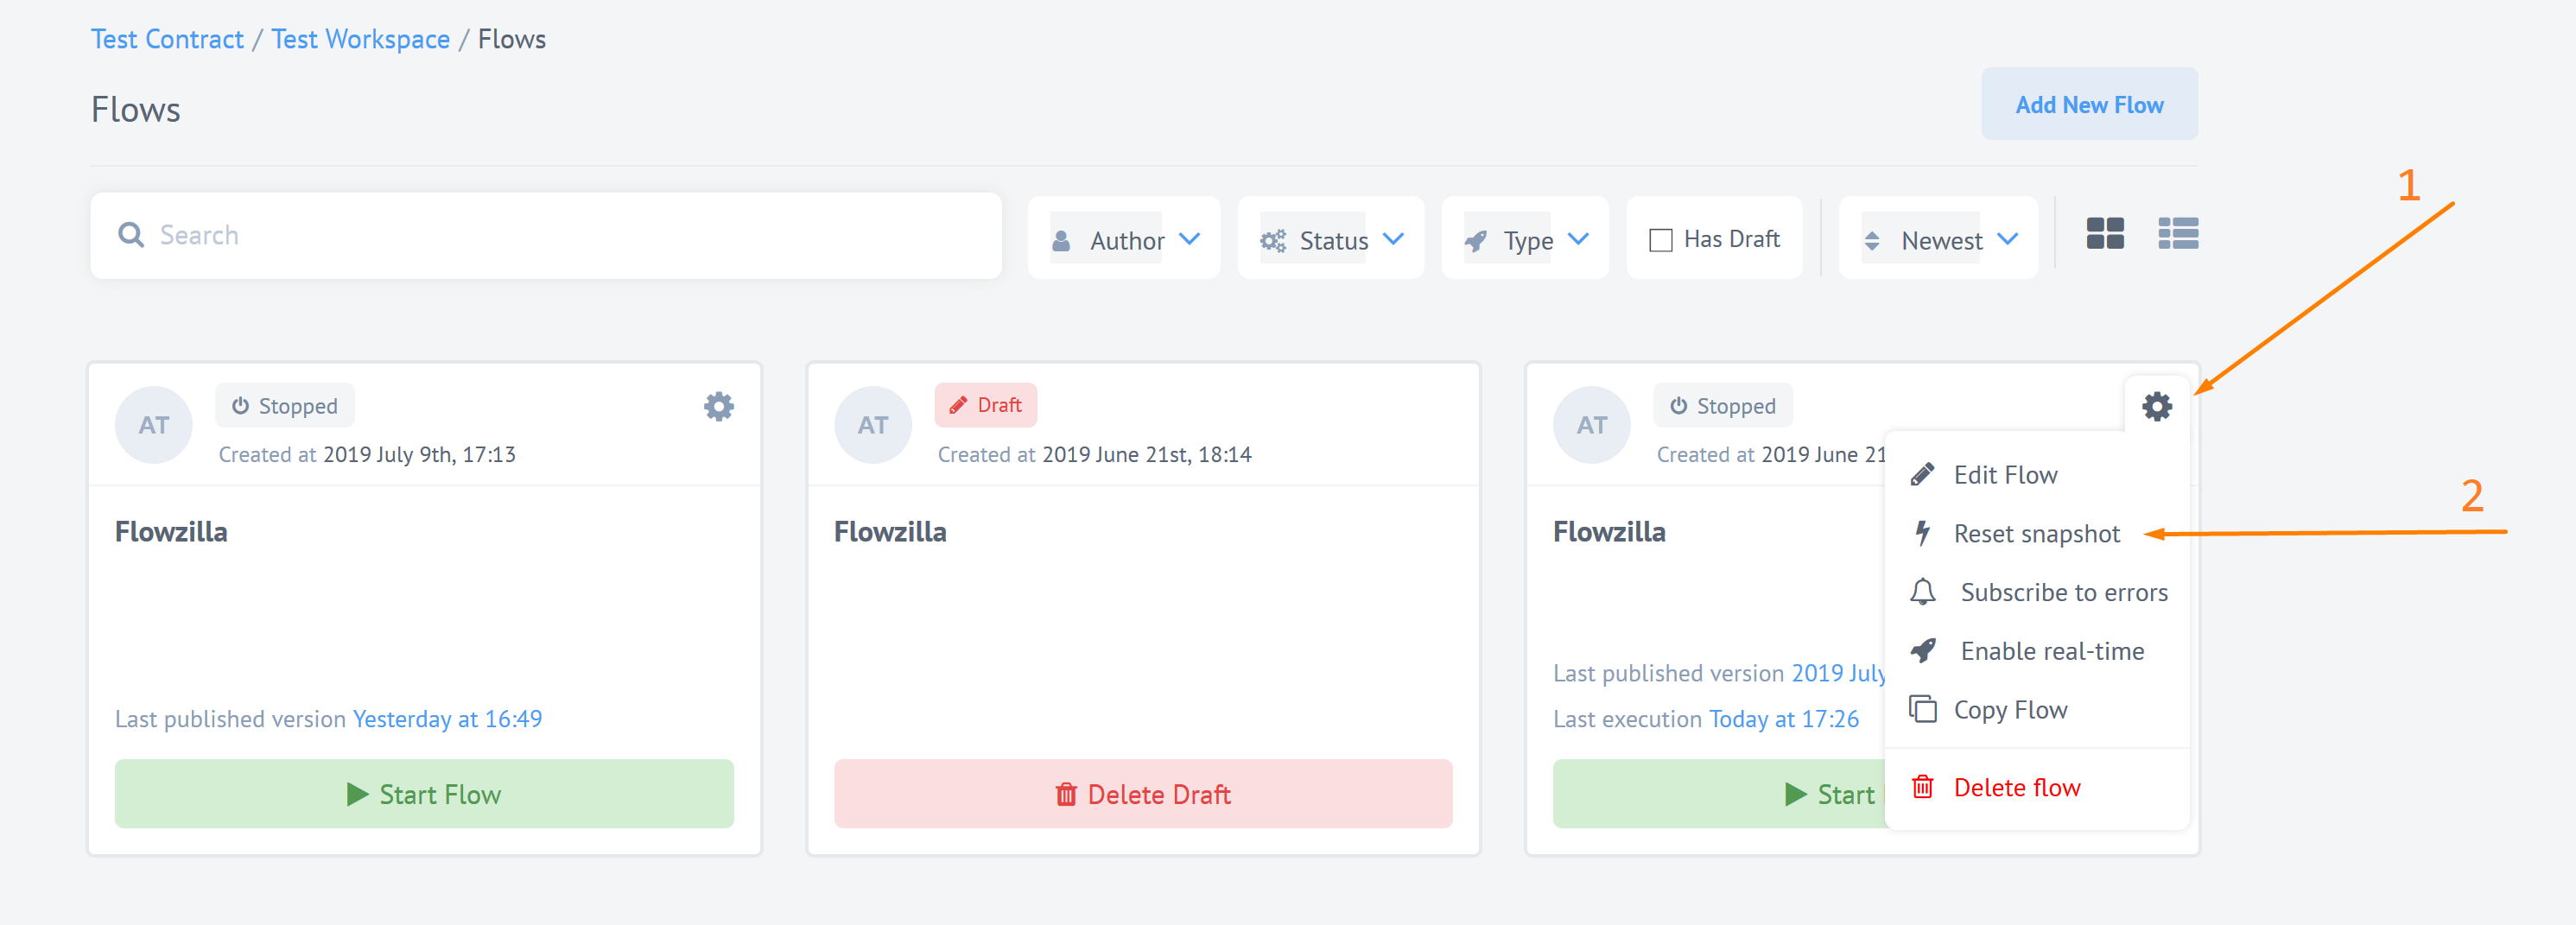 Test Contract / Test Workspace / Flows
Flows
Add New Flow
1
Search
Author
Status
Type
Has Draft
Newest
AT
Stopped
Created at 2019 July 9th, 17:13
Flowzilla
Last published version Yesterday at 16:49
Start Flow
AT
Draft
Created at 2019 June 21st, 18:14
Flowzilla
Delete Draft
AT
Stopped
Created at 2019 June 21
Flowzilla
Last published version 2019 July
Last execution Today at 17:26
Start
Edit Flow
Reset snapshot
2
Subscribe to errors
Enable real-time
Copy Flow
Delete flow